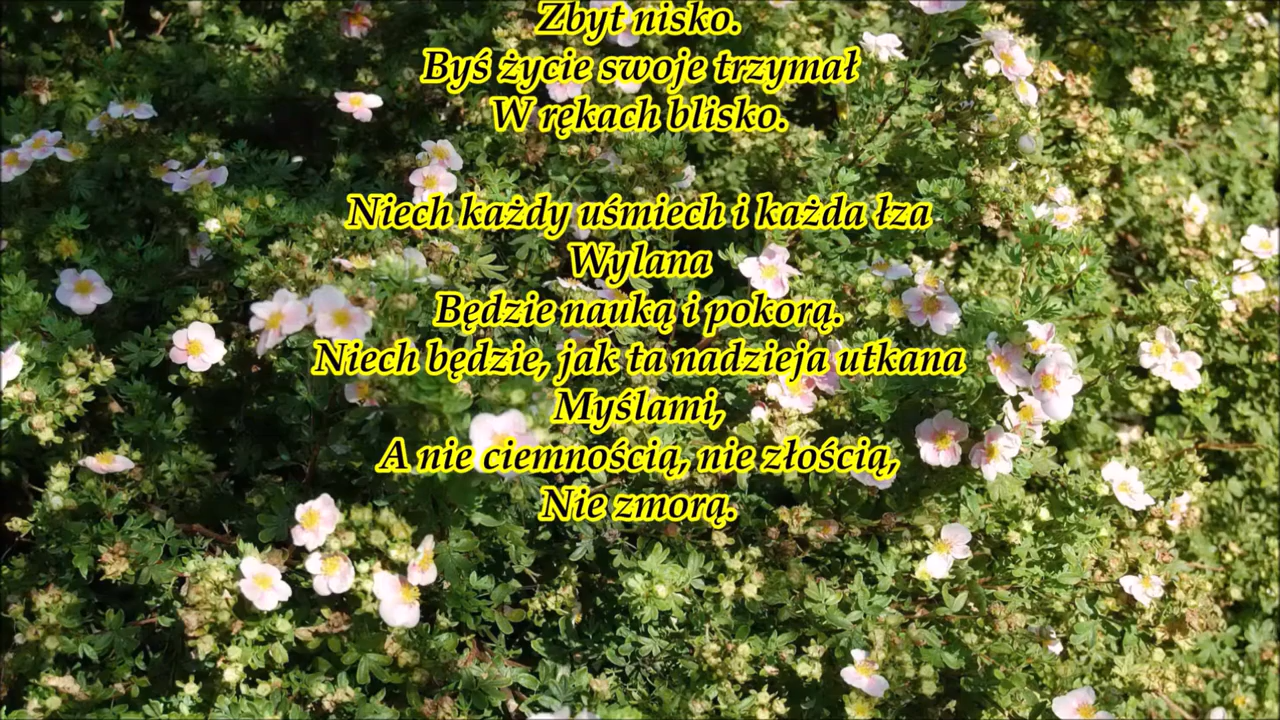 Zbyt nisko.
Byś życie swoje trzymał
W rękach blisko.
Niech każdy uśmiech i każda łza
Wylana
Będzie nauką i pokorą.
Niech będzie, jak ta nadzieja utkana
Myślami,
A nie ciemnością, nie złością,
Nie zmorą.